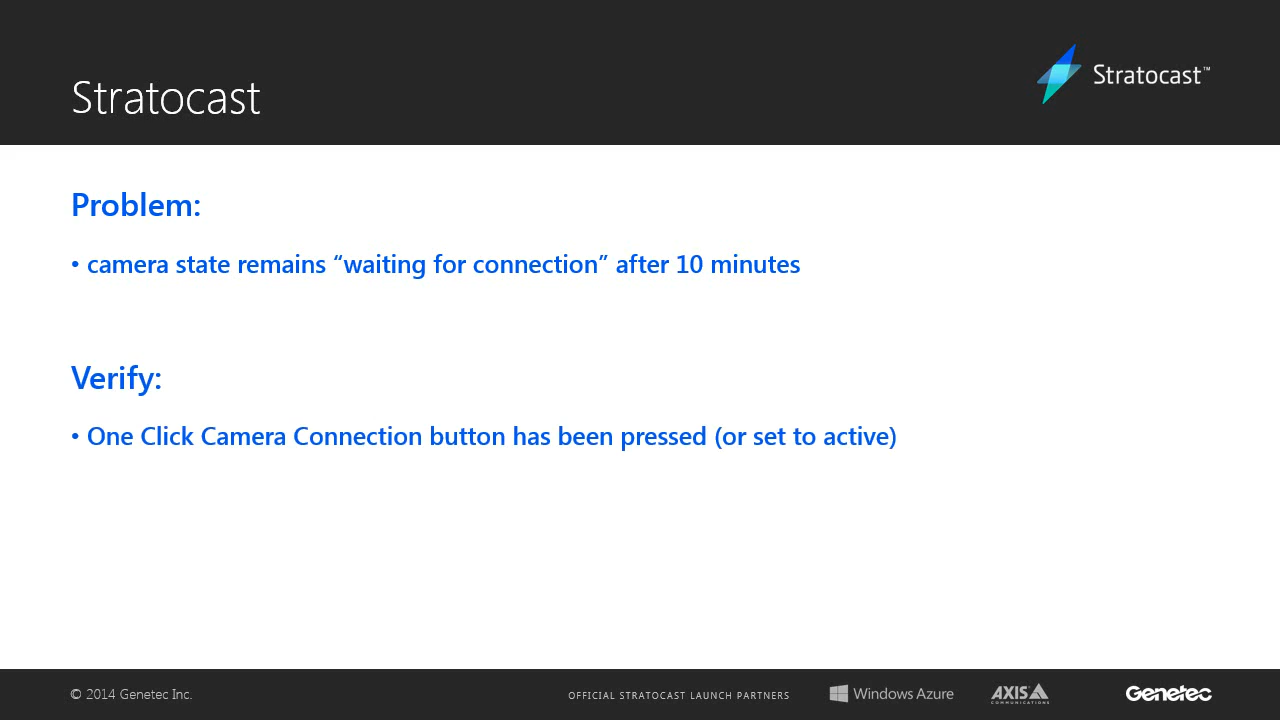 Stratocast
Stratocast™
Problem:
• camera state remains “waiting for connection” after 10 minutes
Verify:
• One Click Camera Connection button has been pressed (or set to active)
© 2014 Genetec Inc.
OFFICIAL STRATOCAST LAUNCH PARTNERS
Windows Azure
AXIS
COMMUNICATIONS
Genetec